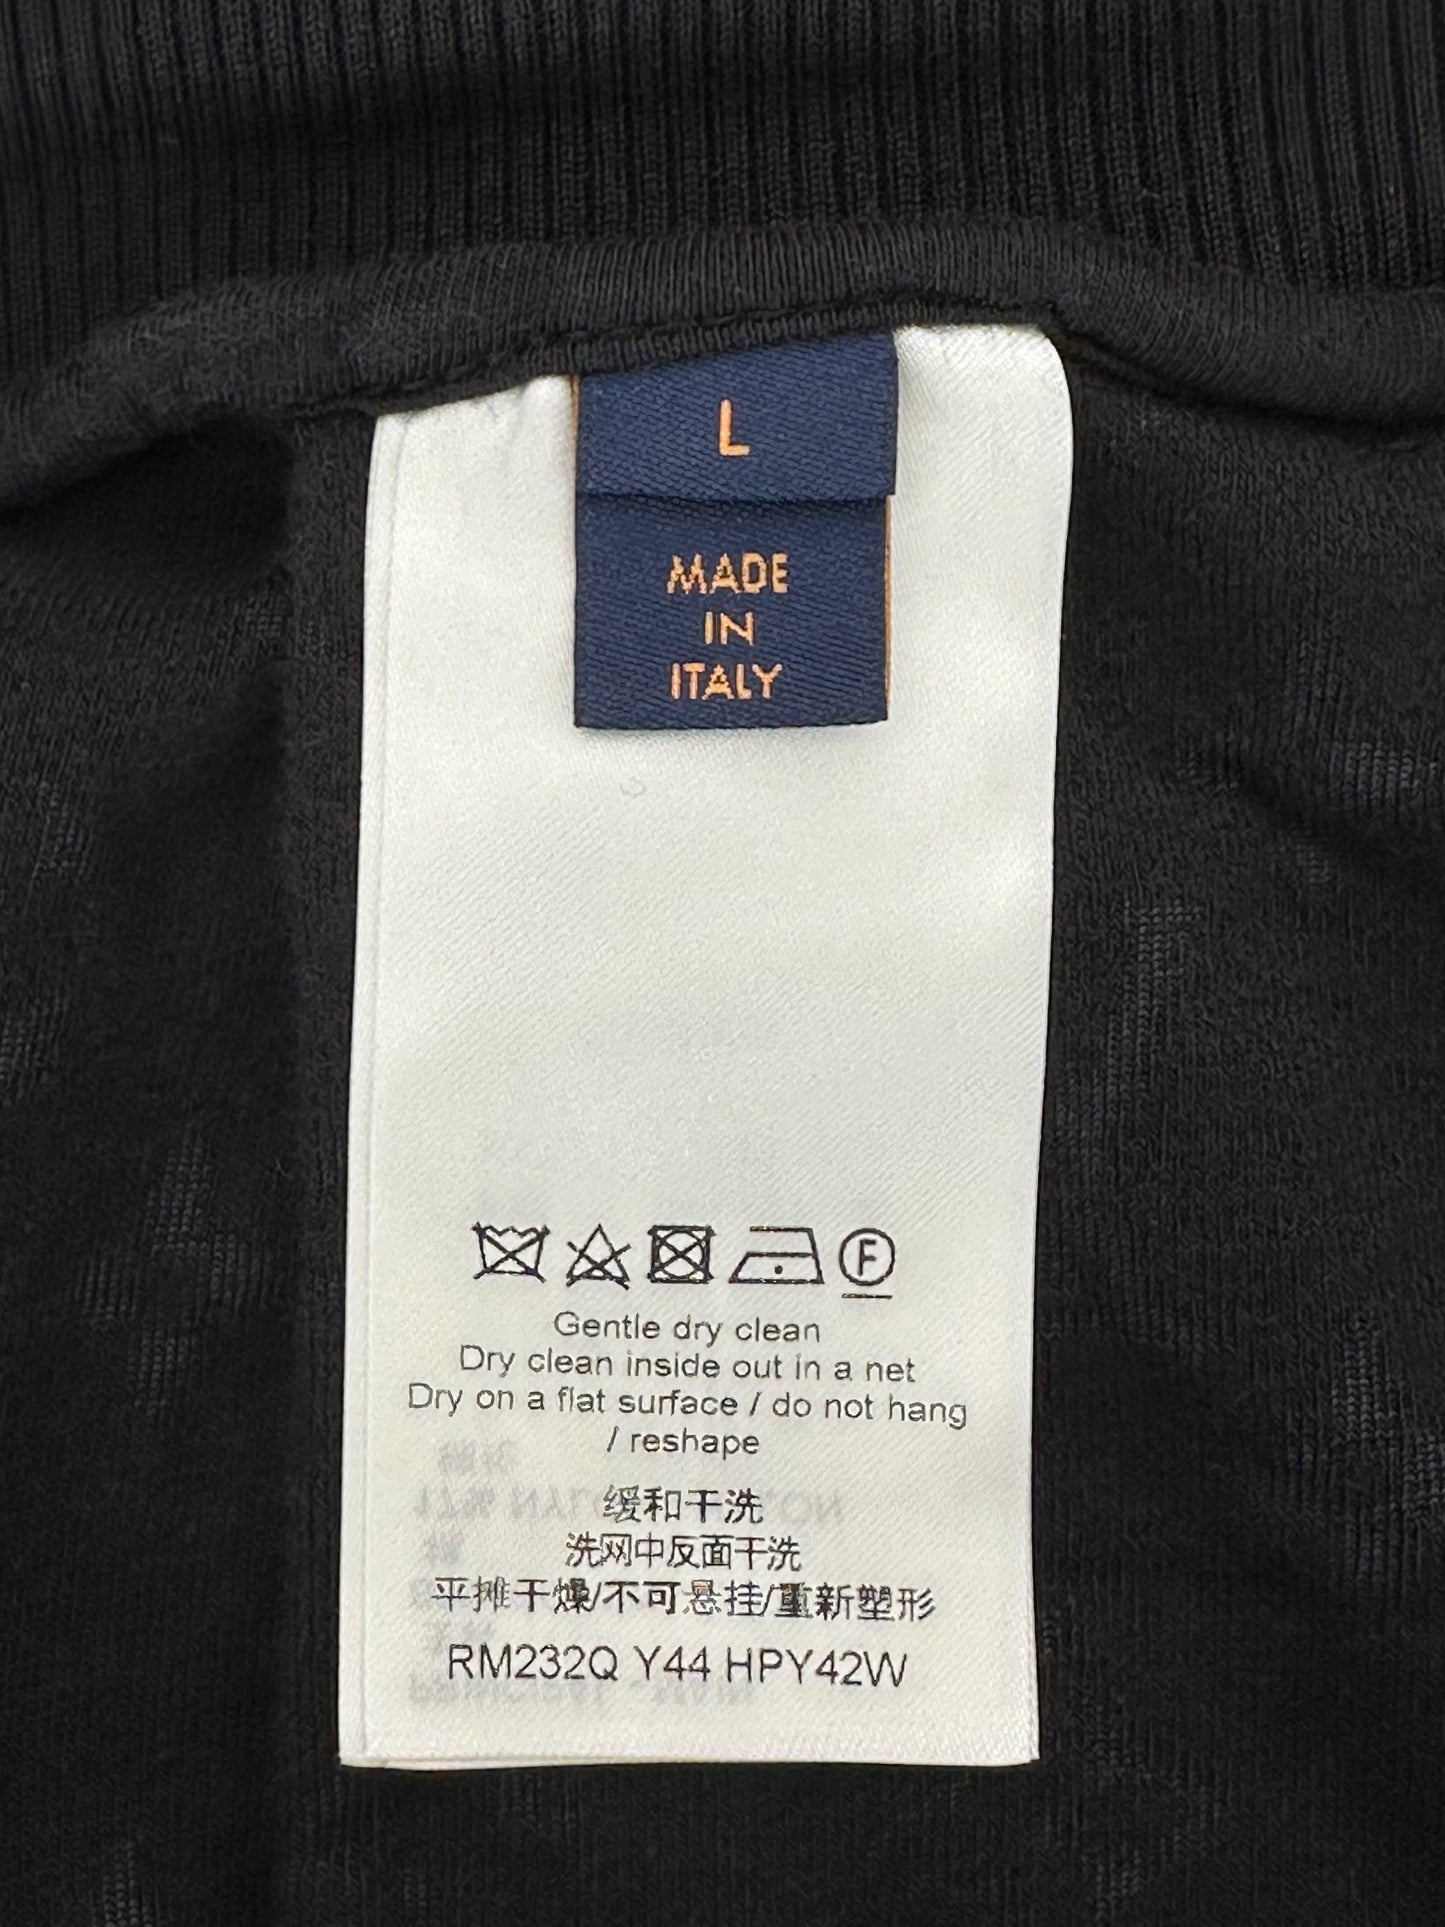 L
MADE
IN
ITALY
F
Gentle dry clean
Dry clean inside out in a net
Dry on a flat surface / do not hang
/ reshape
缓和干洗
洗网中反面干洗
平摊干燥/不可悬挂/重新塑形
RM232Q Y44 HPY42W